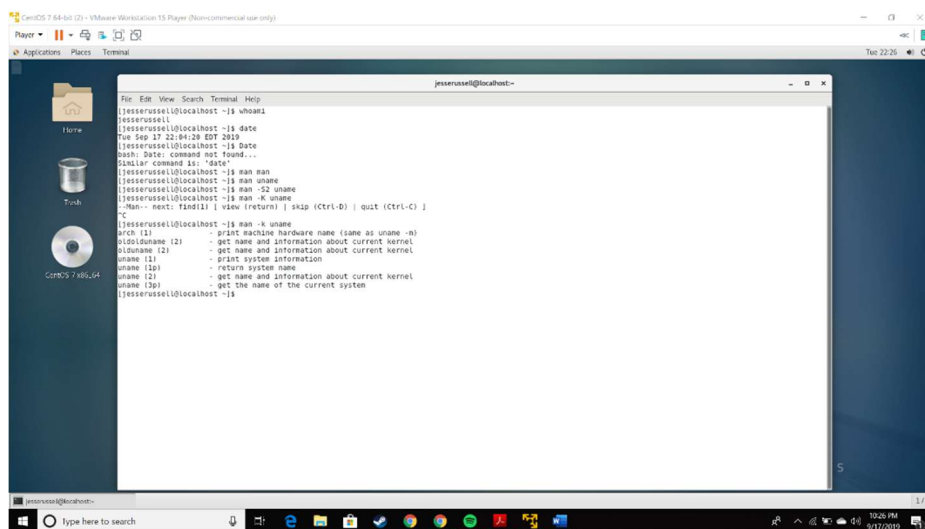 CentOS 7 64-bit (2) - VMware Workstation 15 Player (Non-commercial use only)
Player
Applications Places Terminal Tue 22:26
jesserussell@localhost:~
File Edit View Search Terminal Help
[jesserussell@localhost ~]$ whoami
jesserussell
[jesserussell@localhost ~]$ date
Tue Sep 17 22:04:20 EDT 2019
[jesserussell@localhost ~]$ Date
bash: Date: command not found...
Similar command is: 'date'
[jesserussell@localhost ~]$ man man
[jesserussell@localhost ~]$ man uname
[jesserussell@localhost ~]$ man -S2 uname
[jesserussell@localhost ~]$ man -K uname
--Man-- next: find(1) [ view (return) | skip (Ctrl-D) | quit (Ctrl-C) ]
^C
[jesserussell@localhost ~]$ man -k uname
arch (1) - print machine hardware name (same as uname -m)
oldolduname (2) - get name and information about current kernel
olduname (2) - get name and information about current kernel
uname (1) - print system information
uname (1p) - return system name
uname (2) - get name and information about current kernel
uname (3p) - get the name of the current system
[jesserussell@localhost ~]$
Home
Trash
CentOS 7 x86_64
S
jesserussell@localhost:~
1 /
Type here to search
10:26 PM
9/17/2019